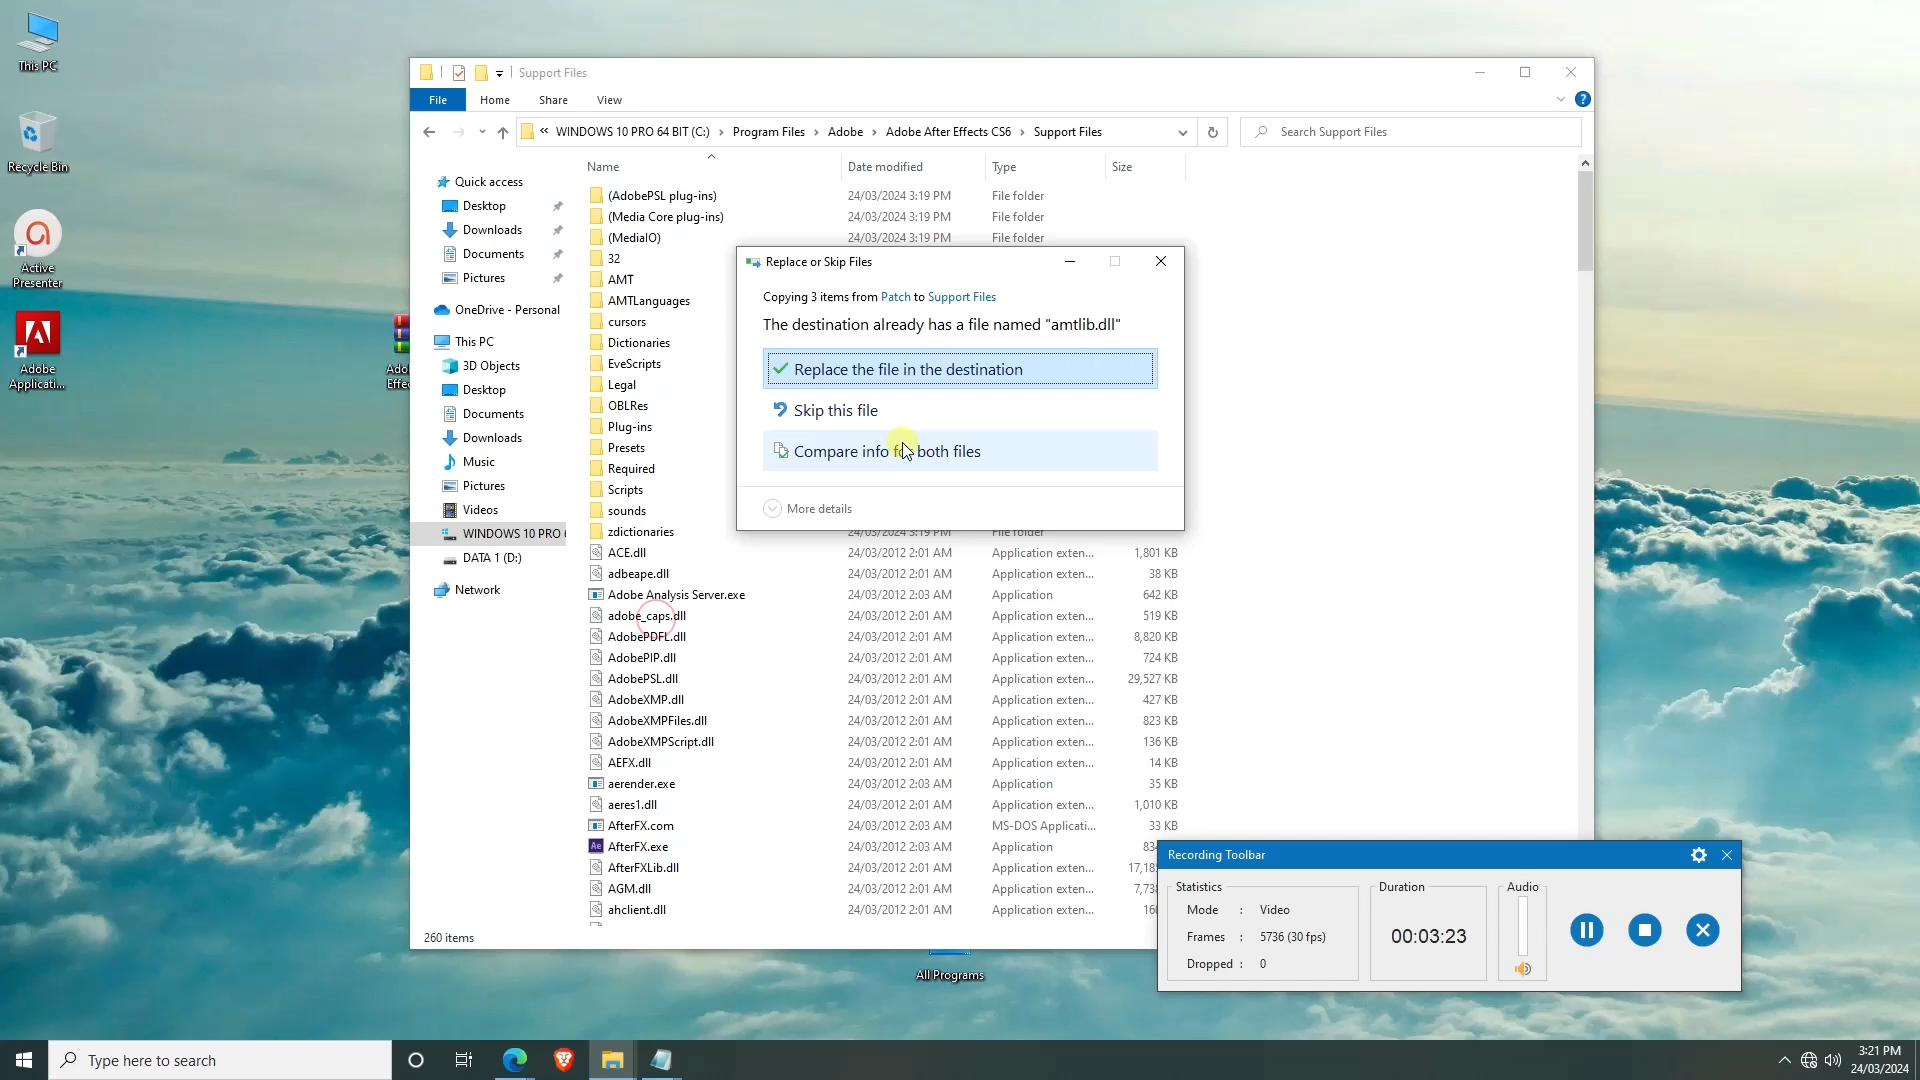 This PC
Recycle Bin
Active
Presenter
Adobe
Applicati...
Support Files
File
Home
Share
View
« WINDOWS 10 PRO 64 BIT (C:) > Program Files > Adobe > Adobe After Effects CS6 > Support Files
Search Support Files
Name
Date modified
Type
Size
Quick access
Desktop
Downloads
Documents
Pictures
OneDrive - Personal
This PC
3D Objects
Desktop
Documents
Downloads
Music
Pictures
Videos
WINDOWS 10 PRO 6
DATA 1 (D:)
Network
(AdobePSL plug-ins) 24/03/2024 3:19 PM File folder
(Media Core plug-ins) 24/03/2024 3:19 PM File folder
(MediaIO) 24/03/2024 3:19 PM File folder
32
AMT
AMTLanguages
cursors
Dictionaries
EveScripts
Legal
OBLRes
Plug-ins
Presets
Required
Scripts
sounds
zdictionaries 24/03/2024 3:19 PM File folder
ACE.dll 24/03/2012 2:01 AM Application exten... 1,801 KB
adbeape.dll 24/03/2012 2:01 AM Application exten... 38 KB
Adobe Analysis Server.exe 24/03/2012 2:03 AM Application 642 KB
adobe_caps.dll 24/03/2012 2:01 AM Application exten... 519 KB
AdobePDFL.dll 24/03/2012 2:01 AM Application exten... 8,820 KB
AdobePIP.dll 24/03/2012 2:01 AM Application exten... 724 KB
AdobePSL.dll 24/03/2012 2:01 AM Application exten... 29,527 KB
AdobeXMP.dll 24/03/2012 2:01 AM Application exten... 427 KB
AdobeXMPFiles.dll 24/03/2012 2:01 AM Application exten... 823 KB
AdobeXMPScript.dll 24/03/2012 2:01 AM Application exten... 136 KB
AEFX.dll 24/03/2012 2:01 AM Application exten... 14 KB
aerender.exe 24/03/2012 2:03 AM Application 35 KB
aeres1.dll 24/03/2012 2:01 AM Application exten... 1,010 KB
AfterFX.com 24/03/2012 2:03 AM MS-DOS Applicati... 33 KB
AfterFX.exe 24/03/2012 2:03 AM Application 834
AfterFXLib.dll 24/03/2012 2:01 AM Application exten... 17,18
AGM.dll 24/03/2012 2:01 AM Application exten... 7,73
ahclient.dll 24/03/2012 2:01 AM Application exten... 16
260 items
Replace or Skip Files
Copying 3 items from Patch to Support Files
The destination already has a file named "amtlib.dll"
Replace the file in the destination
Skip this file
Compare info for both files
More details
All Programs
Recording Toolbar
Statistics
Mode : Video
Frames : 5736 (30 fps)
Dropped : 0
Duration
00:03:23
Audio
Type here to search
3:21 PM
24/03/2024